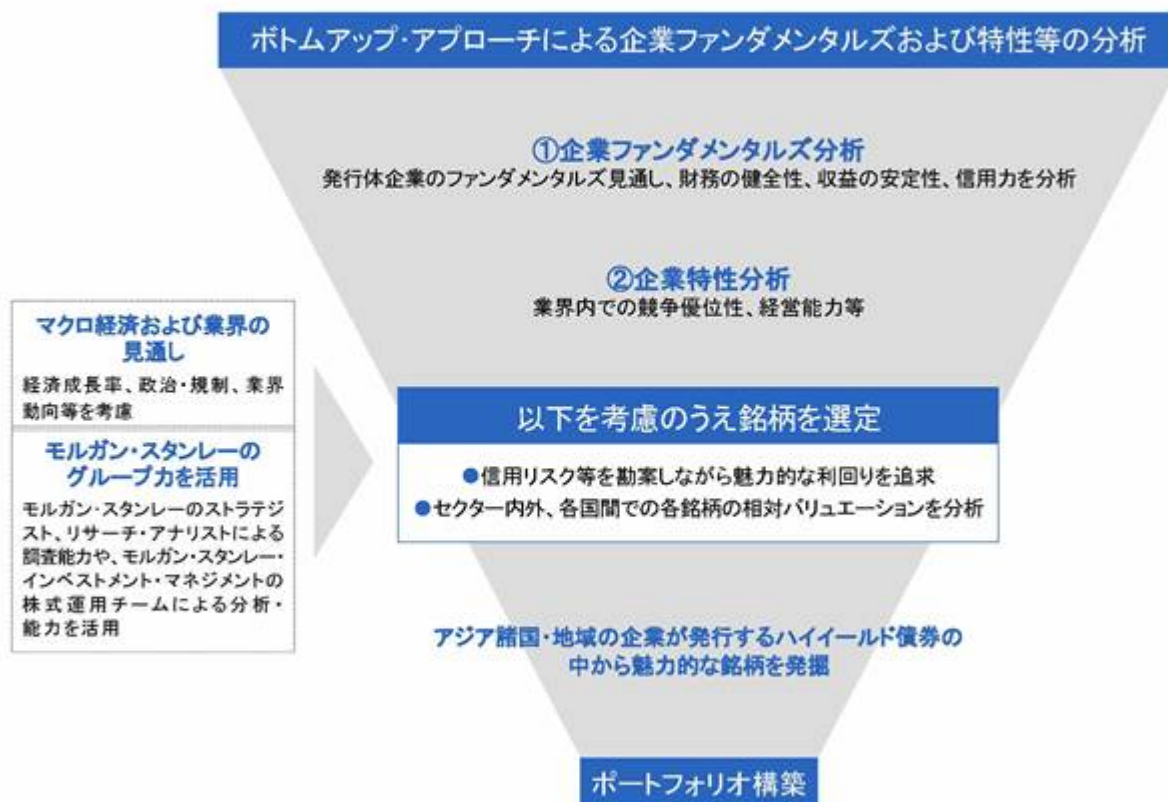 ボトムアップ・アプローチによる企業ファンダメンタルズおよび特性等の分析
①企業ファンダメンタルズ分析
発行体企業のファンダメンタルズ見通し、財務の健全性、収益の安定性、信用力を分析
②企業特性分析
業界内での競争優位性、経営能力等
マクロ経済および業界の
見通し
経済成長率、政治・規制、業界
動向等を考慮
モルガン・スタンレーの
グループ力を活用
モルガン・スタンレーのストラテジ
スト、リサーチ・アナリストによる
調査能力や、モルガン・スタンレー・
インベストメント・マネジメントの
株式運用チームによる分析・
能力を活用
以下を考慮のうえ銘柄を選定
●信用リスク等を勘案しながら魅力的な利回りを追求
●セクター内外、各国間での各銘柄の相対バリュエーションを分析
アジア諸国・地域の企業が発行するハイイールド債券の
中から魅力的な銘柄を発掘
ポートフォリオ構築